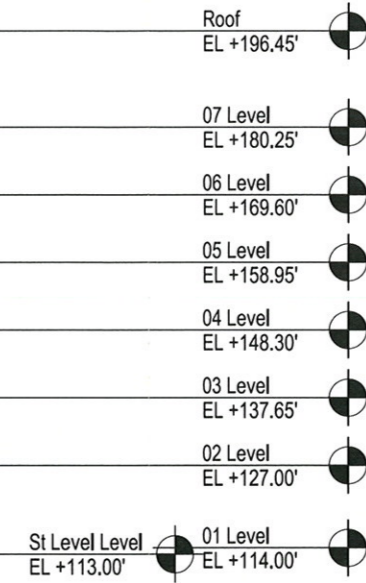 Roof
EL +196.45'
07 Level
EL +180.25'
06 Level
EL +169.60'
05 Level
EL +158.95'
04 Level
EL +148.30'
03 Level
EL +137.65'
02 Level
EL +127.00'
St Level Level
EL +113.00'
01 Level
EL +114.00'